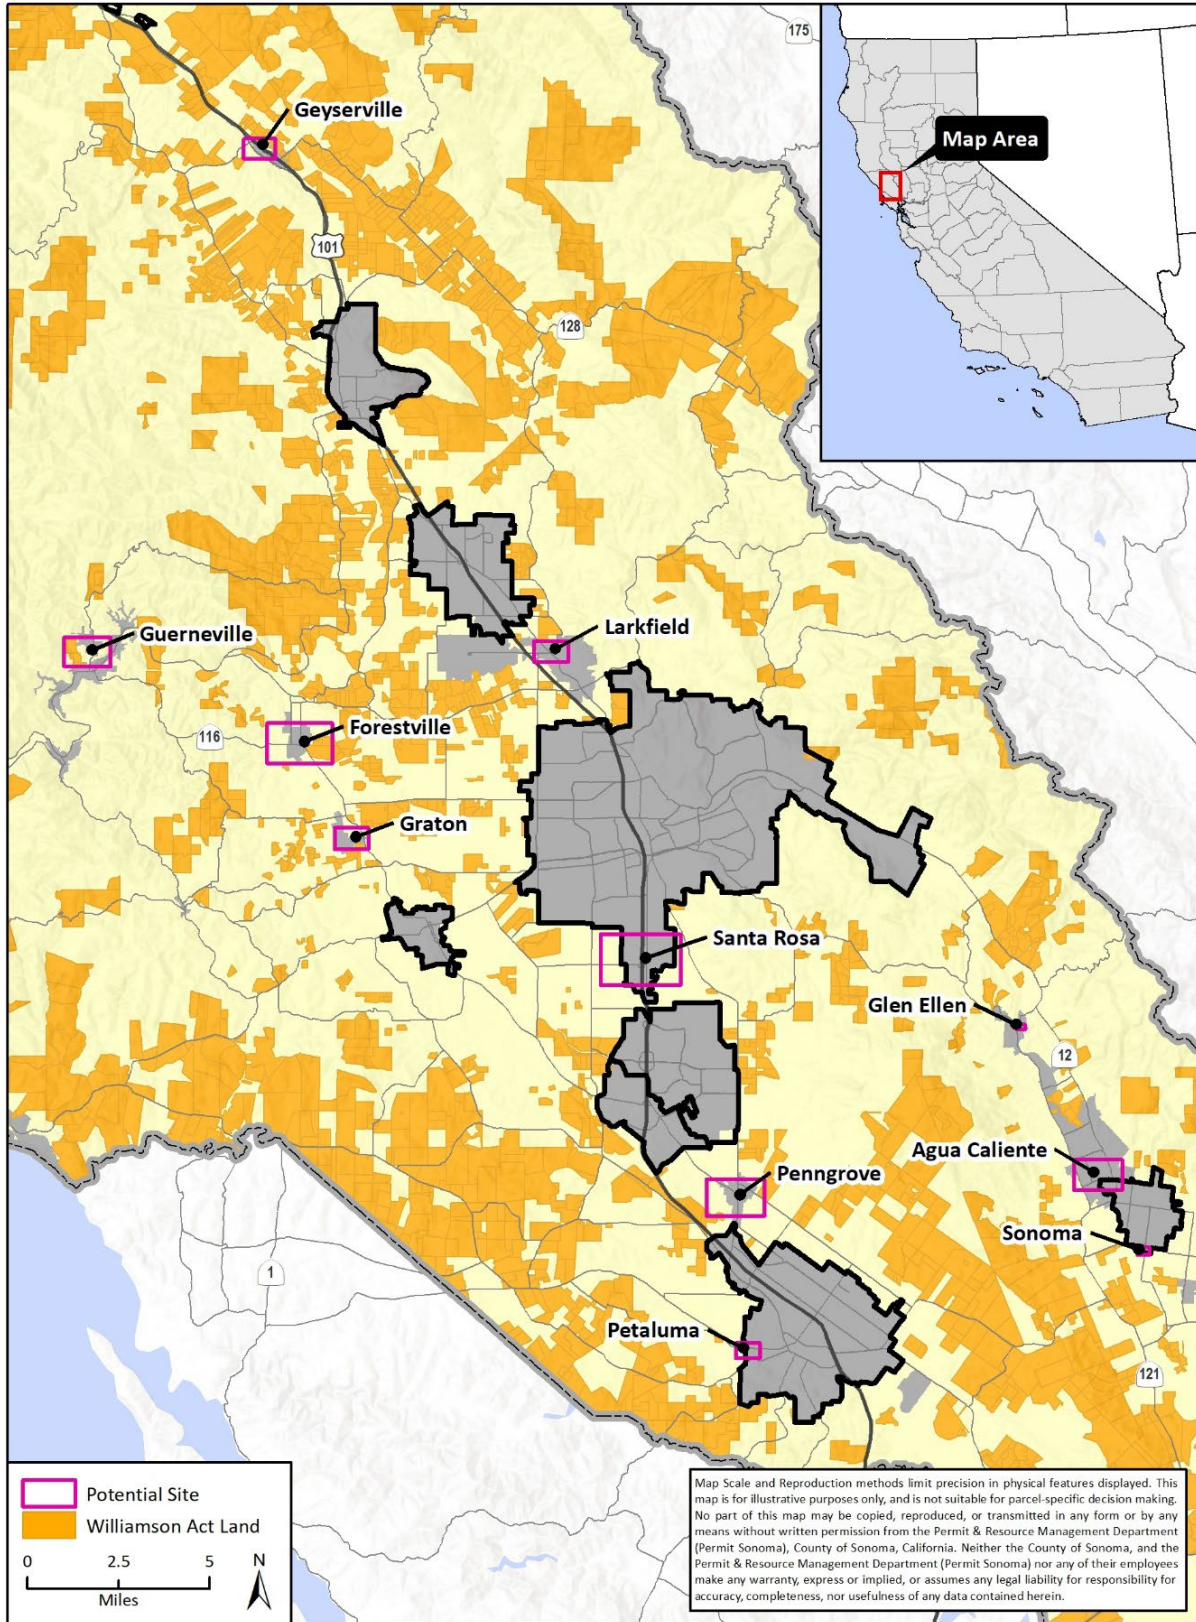 175
Geyserville
Map Area
101
128
Guerneville
Larkfield
Forestville
116
Graton
Santa Rosa
Glen Ellen
12
Agua Caliente
Penngrove
Sonoma
1
Petaluma
121
Potential Site
Williamson Act Land
0 2.5 5 N
Miles
Map Scale and Reproduction methods limit precision in physical features displayed. This
map is for illustrative purposes only, and is not suitable for parcel-specific decision making.
No part of this map may be copied, reproduced, or transmitted in any form or by any
means without written permission from the Permit & Resource Management Department
(Permit Sonoma), County of Sonoma, California. Neither the County of Sonoma, and the
Permit & Resource Management Department (Permit Sonoma) nor any of their employees
make any warranty, express or implied, or assumes any legal liability for responsibility for
accuracy, completeness, nor usefulness of any data contained herein.